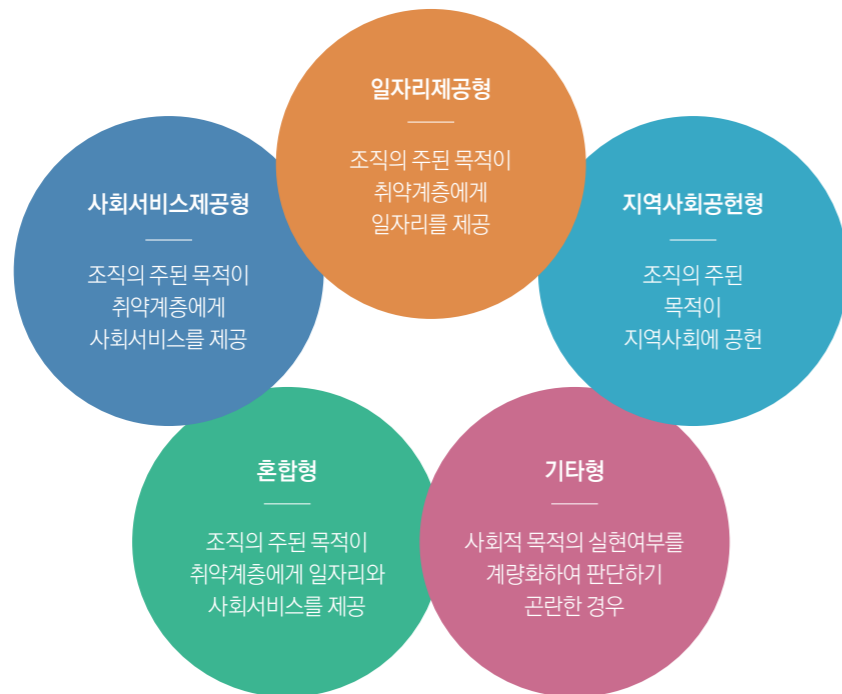 일자리제공형
조직의 주된 목적이
취약계층에게
일자리를 제공
사회서비스제공형
조직의 주된 목적이
취약계층에게
사회서비스를 제공
지역사회공헌형
조직의 주된
목적이
지역사회에 공헌
혼합형
조직의 주된 목적이
취약계층에게 일자리와
사회서비스를 제공
기타형
사회적 목적의 실현여부를
계량화하여 판단하기
곤란한 경우